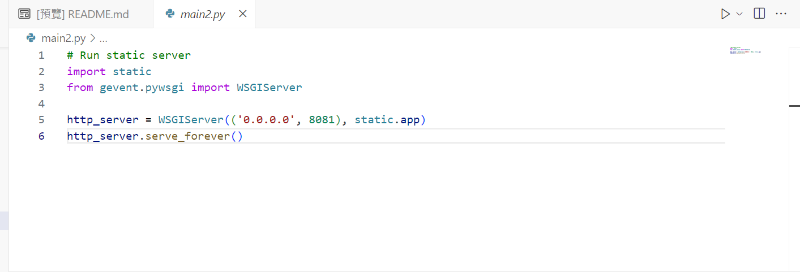 [預覽] README.md
main2.py
main2.py > ...
1 # Run static server
2 import static
3 from gevent.pywsgi import WSGIServer
4
5 http_server = WSGIServer(('0.0.0.0', 8081), static.app)
6 http_server.serve_forever()